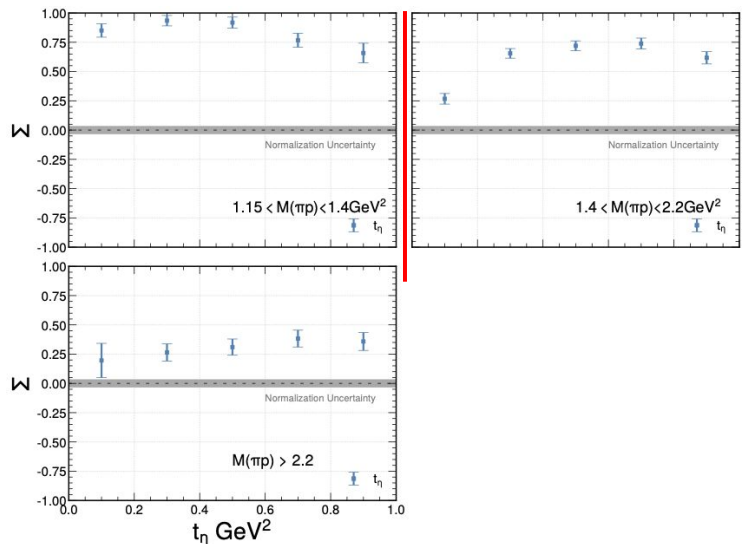 1.00
0.75
0.50
0.25
0.00
-0.25
-0.50
-0.75
-1.00
Σ
Normalization Uncertainty
1.15 < M(πp)<1.4GeV²
tη
Normalization Uncertainty
1.4 < M(πp)<2.2GeV²
tη
1.00
0.75
0.50
0.25
0.00
-0.25
-0.50
-0.75
-1.00
Σ
Normalization Uncertainty
M(πp) > 2.2
tη
0.0 0.2 0.4 0.6 0.8 1.0
tη GeV²